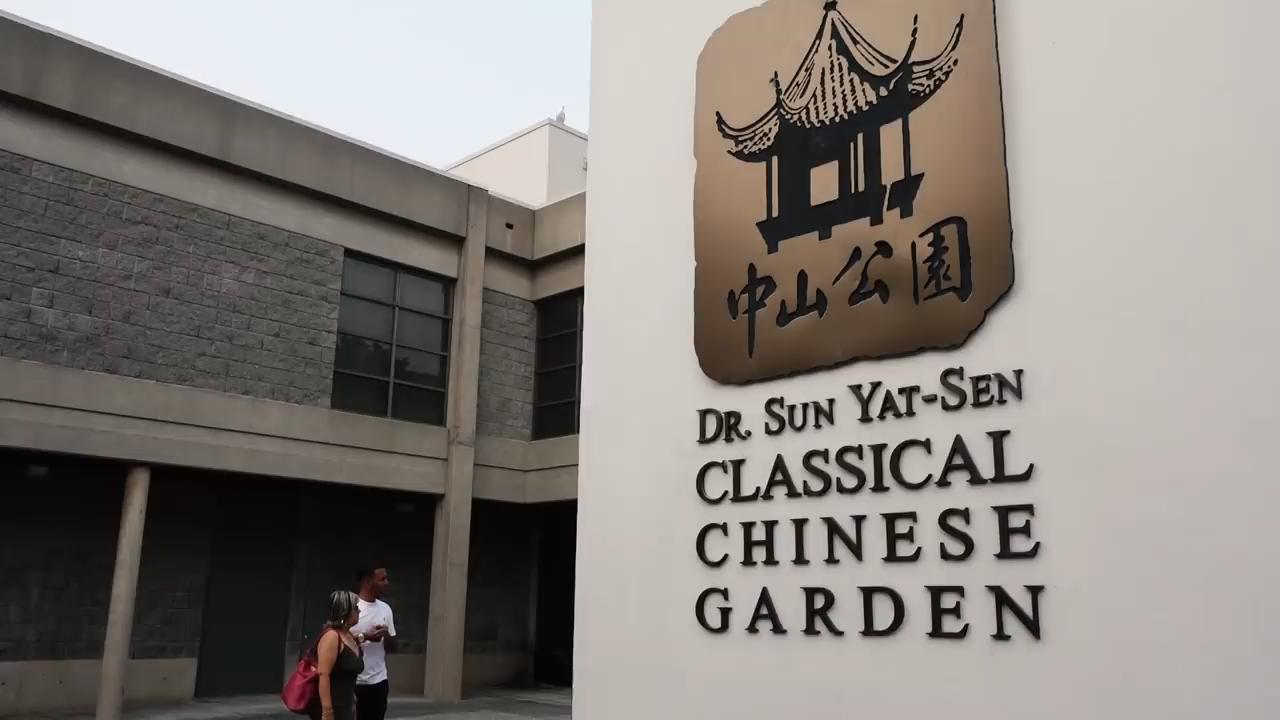 中山公園
DR. SUN YAT-SEN
CLASSICAL
CHINESE
GARDEN